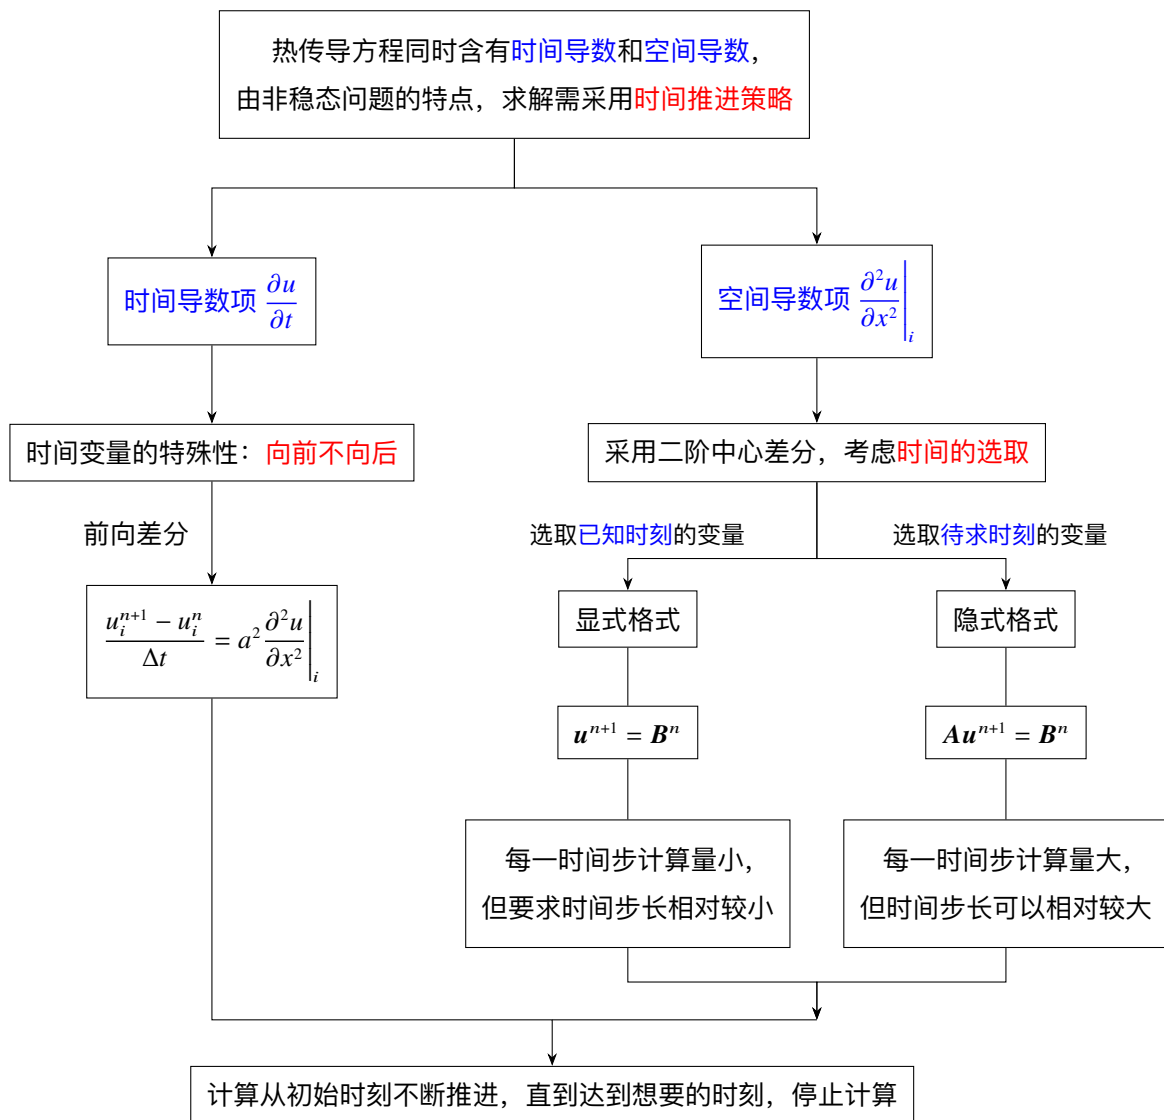 热传导方程同时含有时间导数和空间导数，
由非稳态问题的特点，求解需采用时间推进策略
时间导数项 ∂u/∂t
空间导数项 ∂²u/∂x²|_i
时间变量的特殊性：向前不向后
采用二阶中心差分，考虑时间的选取
前向差分
选取已知时刻的变量
选取待求时刻的变量
(u_i^{n+1} − u_i^n)/Δt = a² ∂²u/∂x²|_i
显式格式
隐式格式
u^{n+1} = B^n
Au^{n+1} = B^n
每一时间步计算量小，
但要求时间步长相对较小
每一时间步计算量大，
但时间步长可以相对较大
计算从初始时刻不断推进，直到达到想要的时刻，停止计算